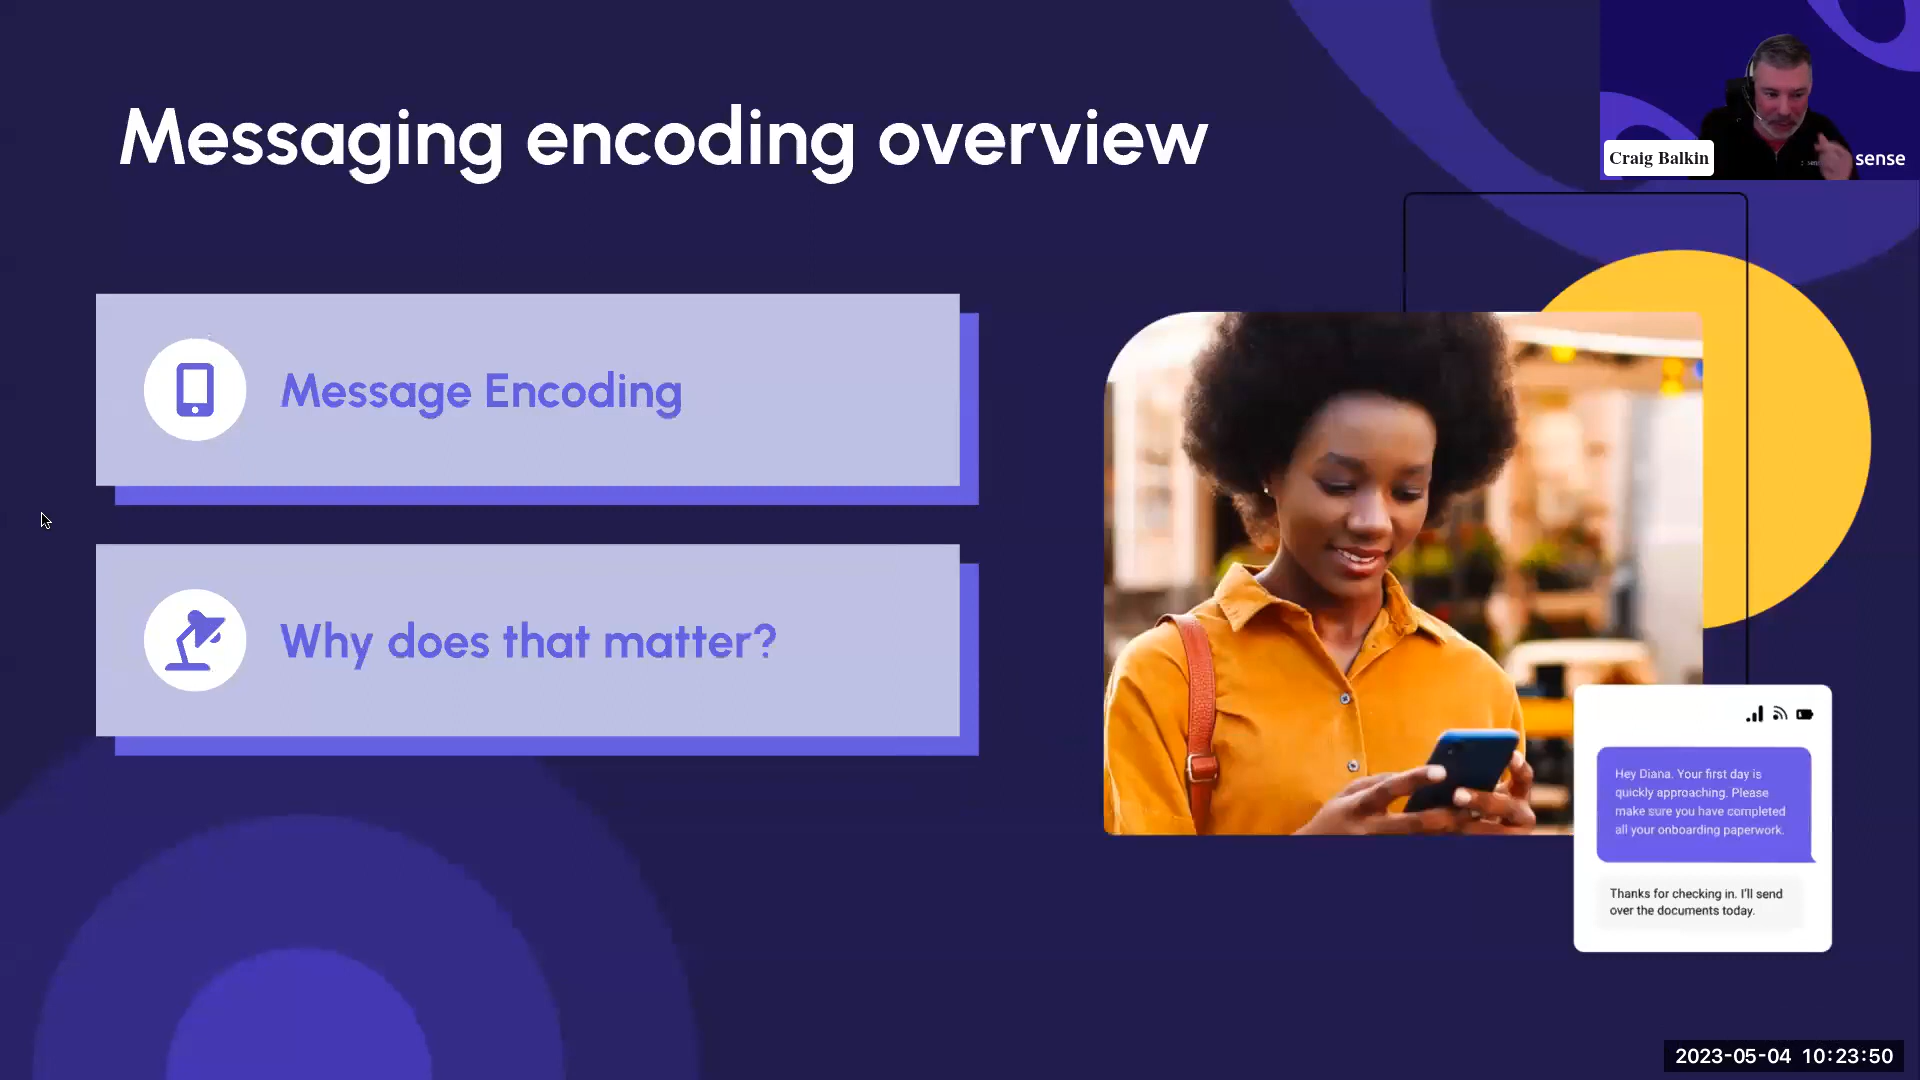 Messaging encoding overview
Craig Balkin
sense
Message Encoding
Why does that matter?
Hey Diana. Your first day is
quickly approaching. Please
make sure you have completed
all your onboarding paperwork.
Thanks for checking in. I'll send
over the documents today.
2023-05-04 10:23:50